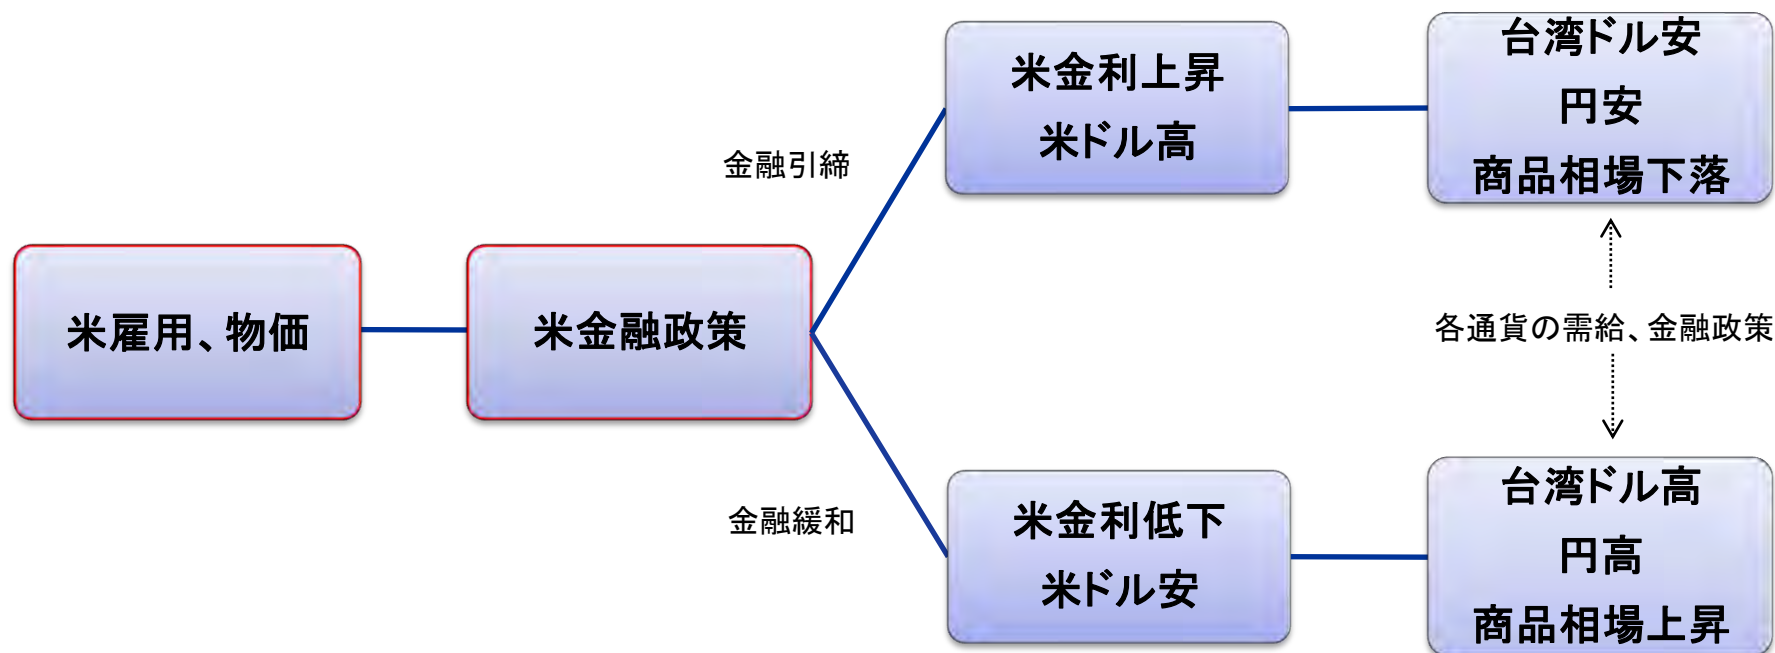 米雇用、物価
米金融政策
金融引締
米金利上昇
米ドル高
台湾ドル安
円安
商品相場下落
各通貨の需給、金融政策
金融緩和
米金利低下
米ドル安
台湾ドル高
円高
商品相場上昇